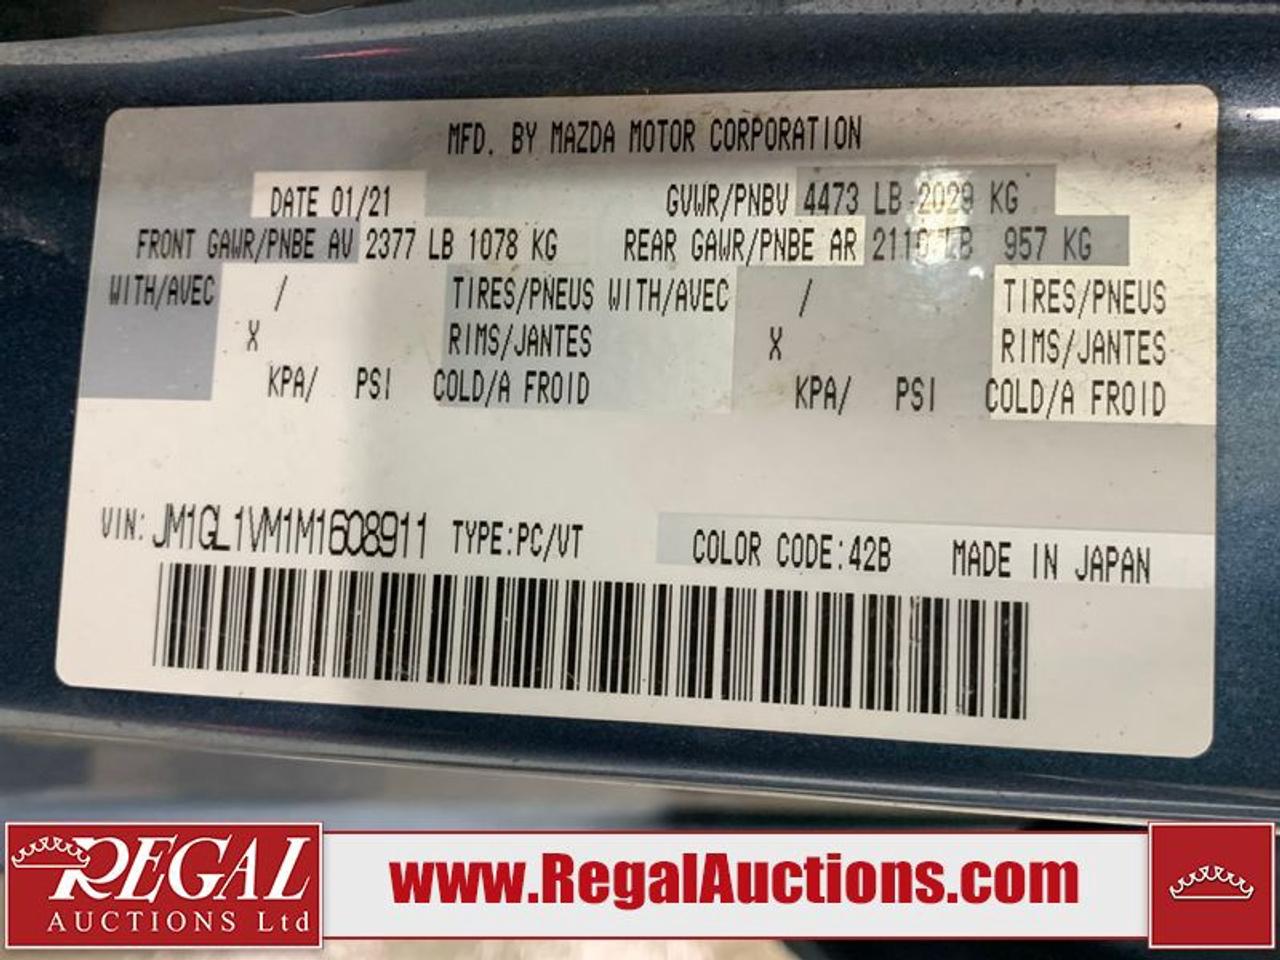 MFD. BY MAZDA MOTOR CORPORATION
DATE 01/21 GVWR/PNBV 4473 LB 2029 KG
FRONT GAWR/PNBE AV 2377 LB 1078 KG REAR GAWR/PNBE AR 2110 LB 957 KG
WITH/AVEC / TIRES/PNEUS WITH/AVEC / TIRES/PNEUS
X RIMS/JANTES X RIMS/JANTES
KPA/ PSI COLD/A FROID KPA/ PSI COLD/A FROID
VIN: JM1GL1VM1M1608911 TYPE:PC/VT COLOR CODE:42B MADE IN JAPAN
REGAL
AUCTIONS Ltd
www.RegalAuctions.com